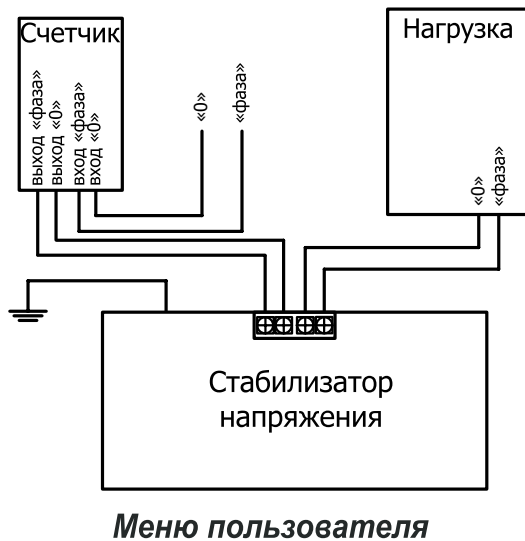 Счетчик
выход «фаза»
выход «0»
вход «фаза»
вход «0»
«0»
«фаза»
Нагрузка
«0»
«фаза»
Стабилизатор
напряжения
Меню пользователя